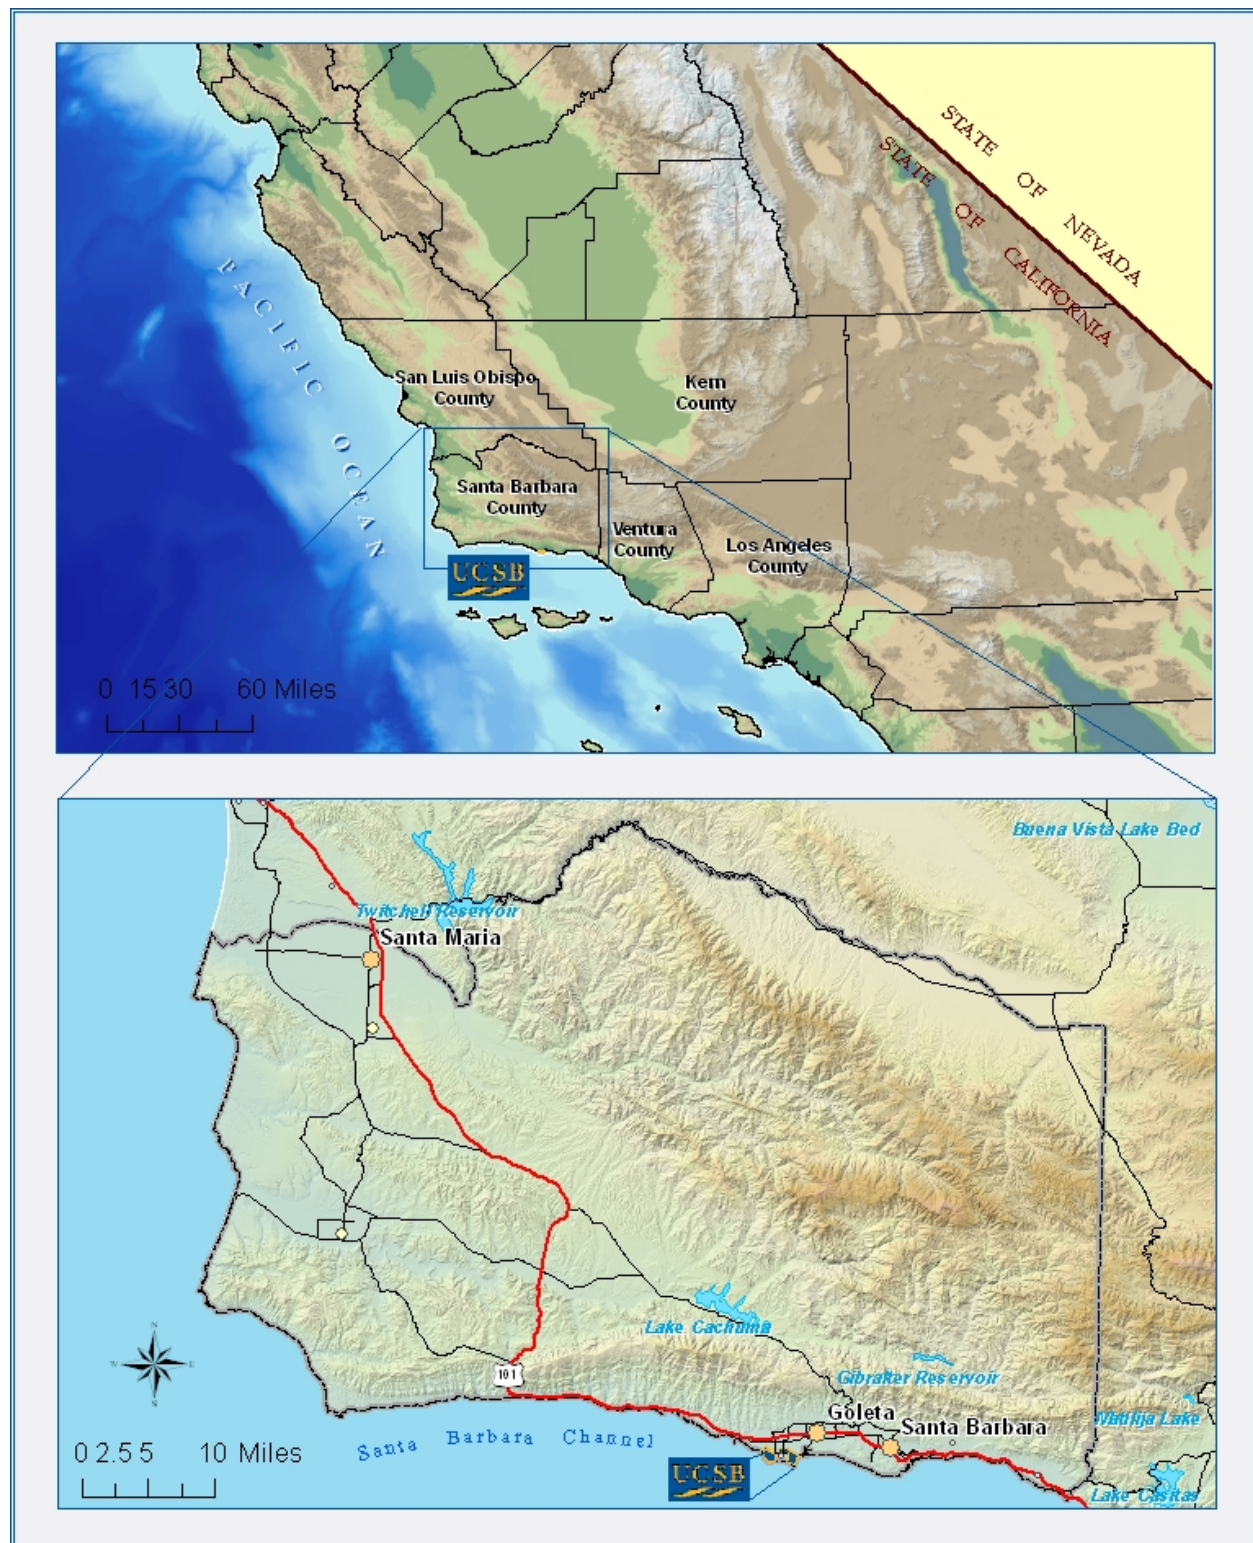 STATE OF NEVADA
STATE OF CALIFORNIA
PACIFIC OCEAN
San Luis Obispo
County
Kern
County
Santa Barbara
County
Ventura
County
Los Angeles
County
UCSB
0 15 30 60 Miles
Buena Vista Lake Bed
Twitchell Reservoir
Santa Maria
Lake Cachuma
N
W E
S
101
Gibralter Reservoir
Goleta
Santa Barbara
Matilija Lake
Santa Barbara Channel
0 2.5 5 10 Miles
UCSB
Lake Casitas